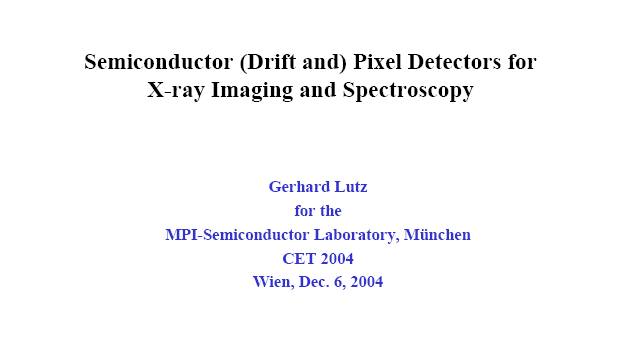 Semiconductor (Drift and) Pixel Detectors for
X-ray Imaging and Spectroscopy
Gerhard Lutz
for the
MPI-Semiconductor Laboratory, München
CET 2004
Wien, Dec. 6, 2004